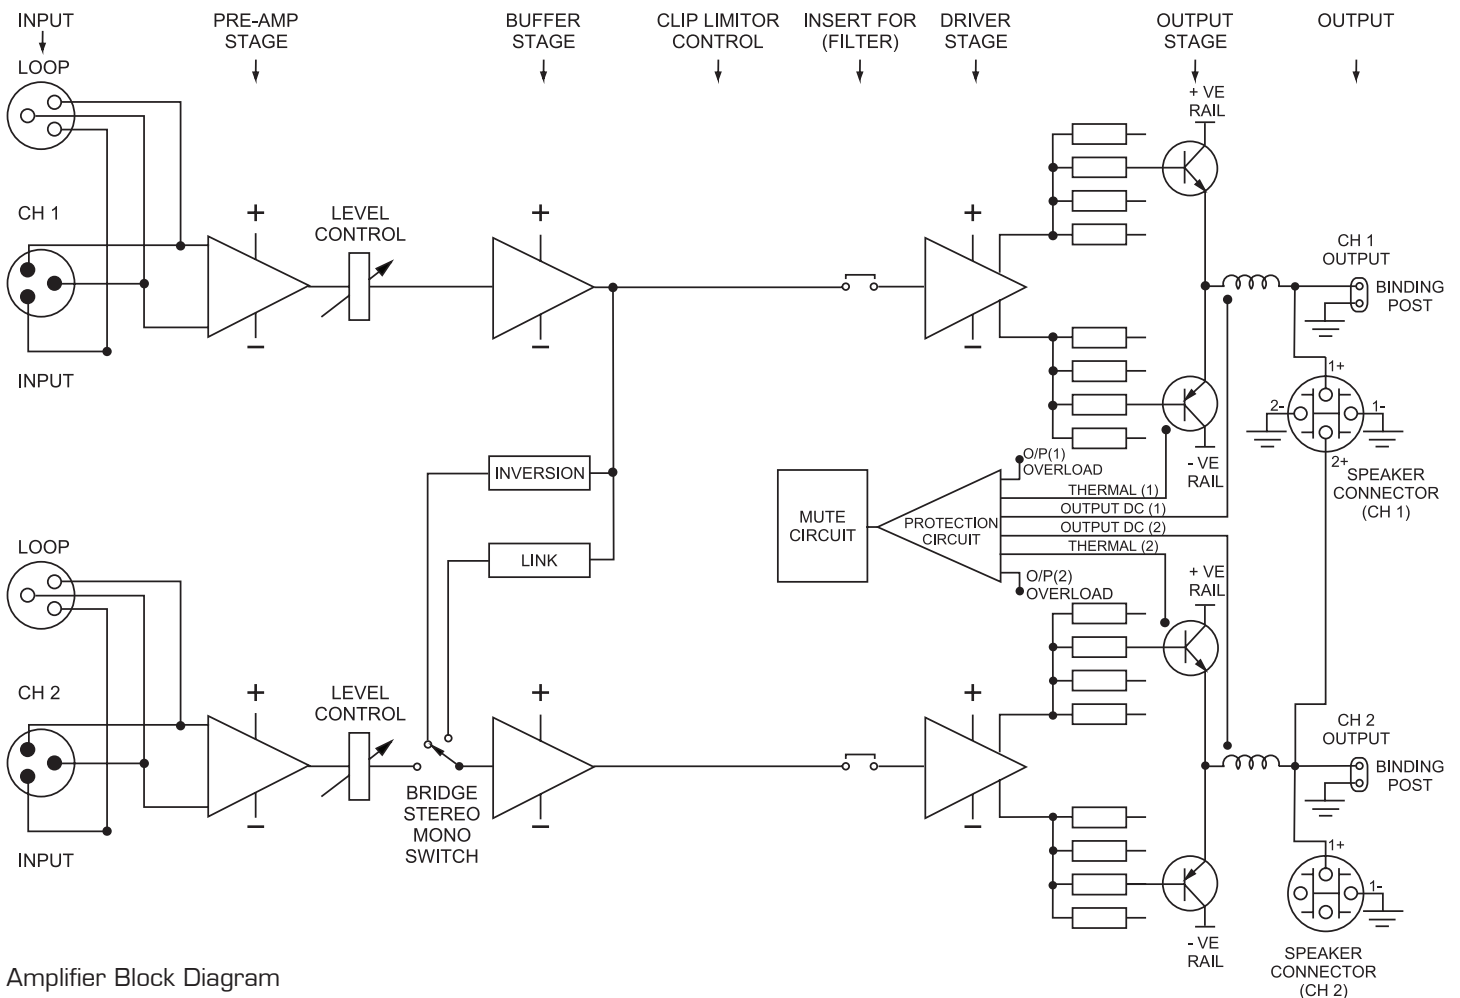 INPUT
PRE-AMP
STAGE
BUFFER
STAGE
CLIP LIMITOR
CONTROL
INSERT FOR
(FILTER)
DRIVER
STAGE
OUTPUT
STAGE
OUTPUT
LOOP
+ VE
RAIL
CH 1
+
LEVEL
CONTROL
+
+
CH 1
OUTPUT
BINDING
POST
−
−
−
INPUT
1+
2-
1-
2+
- VE
RAIL
SPEAKER
CONNECTOR
(CH 1)
INVERSION
LINK
MUTE
CIRCUIT
PROTECTION
CIRCUIT
O/P(1)
OVERLOAD
THERMAL (1)
OUTPUT DC (1)
OUTPUT DC (2)
THERMAL (2)
O/P(2)
OVERLOAD
+ VE
RAIL
LOOP
CH 2
+
LEVEL
CONTROL
+
+
CH 2
OUTPUT
BINDING
POST
BRIDGE
STEREO
MONO
SWITCH
−
−
−
INPUT
1+
1-
- VE
RAIL
SPEAKER
CONNECTOR
(CH 2)
Amplifier Block Diagram